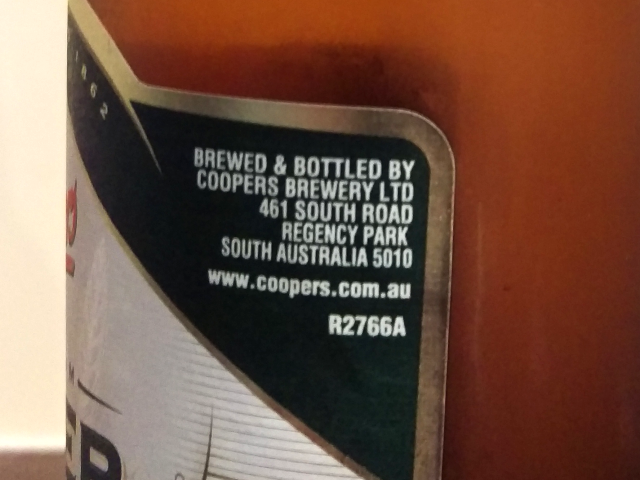 1862
BREWED & BOTTLED BY
COOPERS BREWERY LTD
461 SOUTH ROAD
REGENCY PARK
SOUTH AUSTRALIA 5010
www.coopers.com.au
R2766A